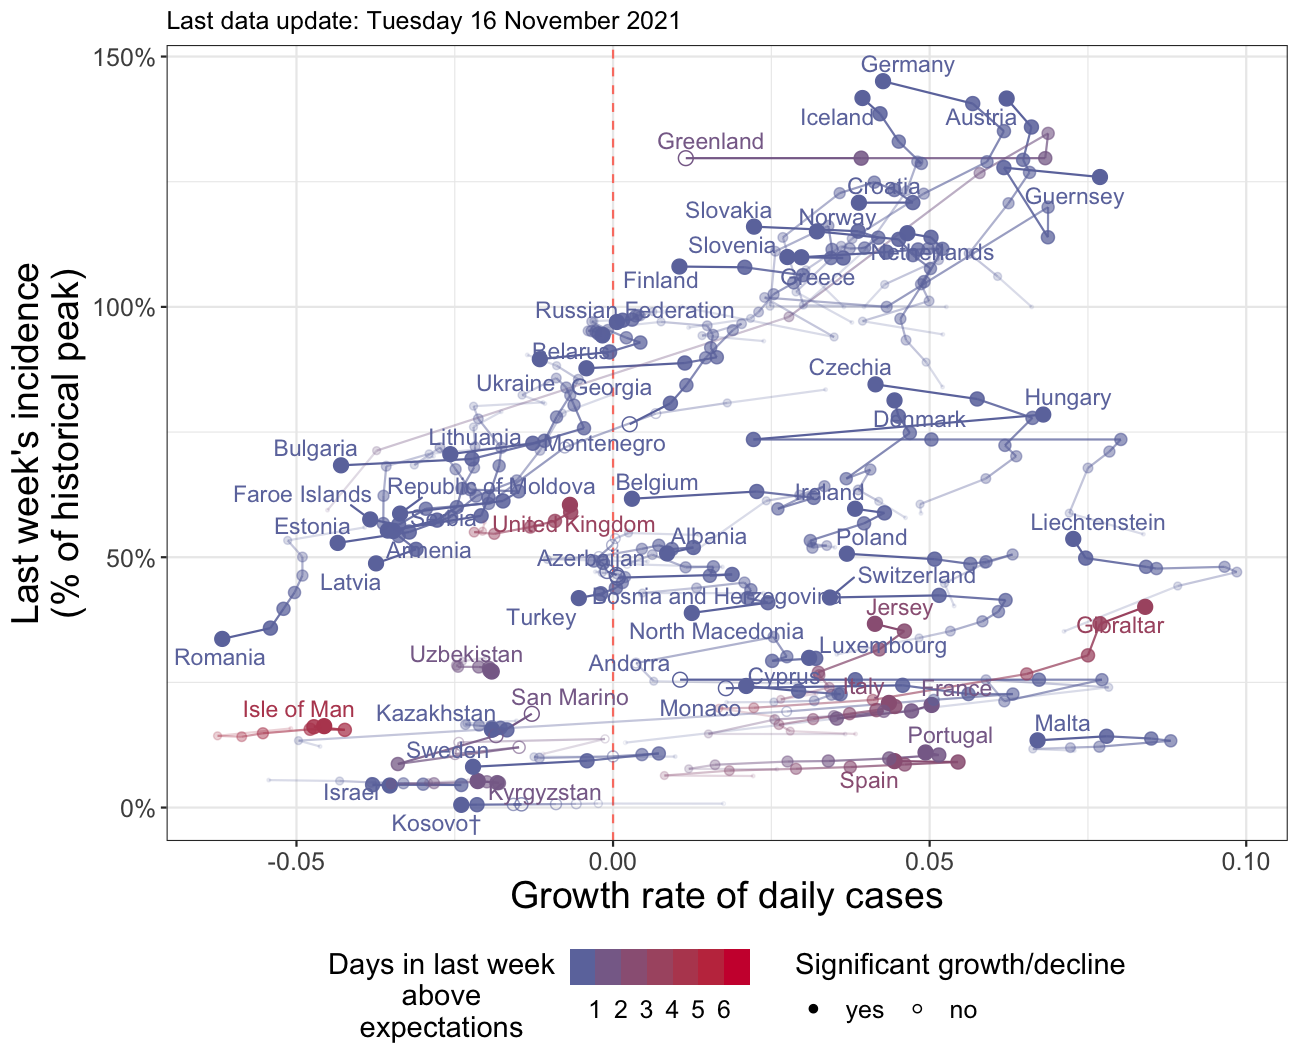 Last data update: Tuesday 16 November 2021
150%
100%
50%
0%
Last week's incidence
(% of historical peak)
Germany
Iceland
Austria
Greenland
Croatia
Guernsey
Slovakia
Norway
Slovenia
Netherlands
Finland
Greece
Russian Federation
Belarus
Czechia
Ukraine
Georgia
Hungary
Denmark
Lithuania
Bulgaria
Montenegro
Republic of Moldova
Belgium
Faroe Islands
Ireland
Estonia
Serbia
United Kingdom
Liechtenstein
Albania
Poland
Armenia
Azerbaijan
Latvia
Switzerland
Bosnia and Herzegovina
Turkey
Jersey
North Macedonia
Gibraltar
Luxembourg
Romania
Uzbekistan
Andorra
Cyprus
Italy
France
San Marino
Isle of Man
Kazakhstan
Monaco
Malta
Portugal
Sweden
Spain
Israel
Kyrgyzstan
Kosovo†
-0.05
0.00
0.05
0.10
Growth rate of daily cases
Days in last week
above
expectations
1 2 3 4 5 6
Significant growth/decline
yes
no